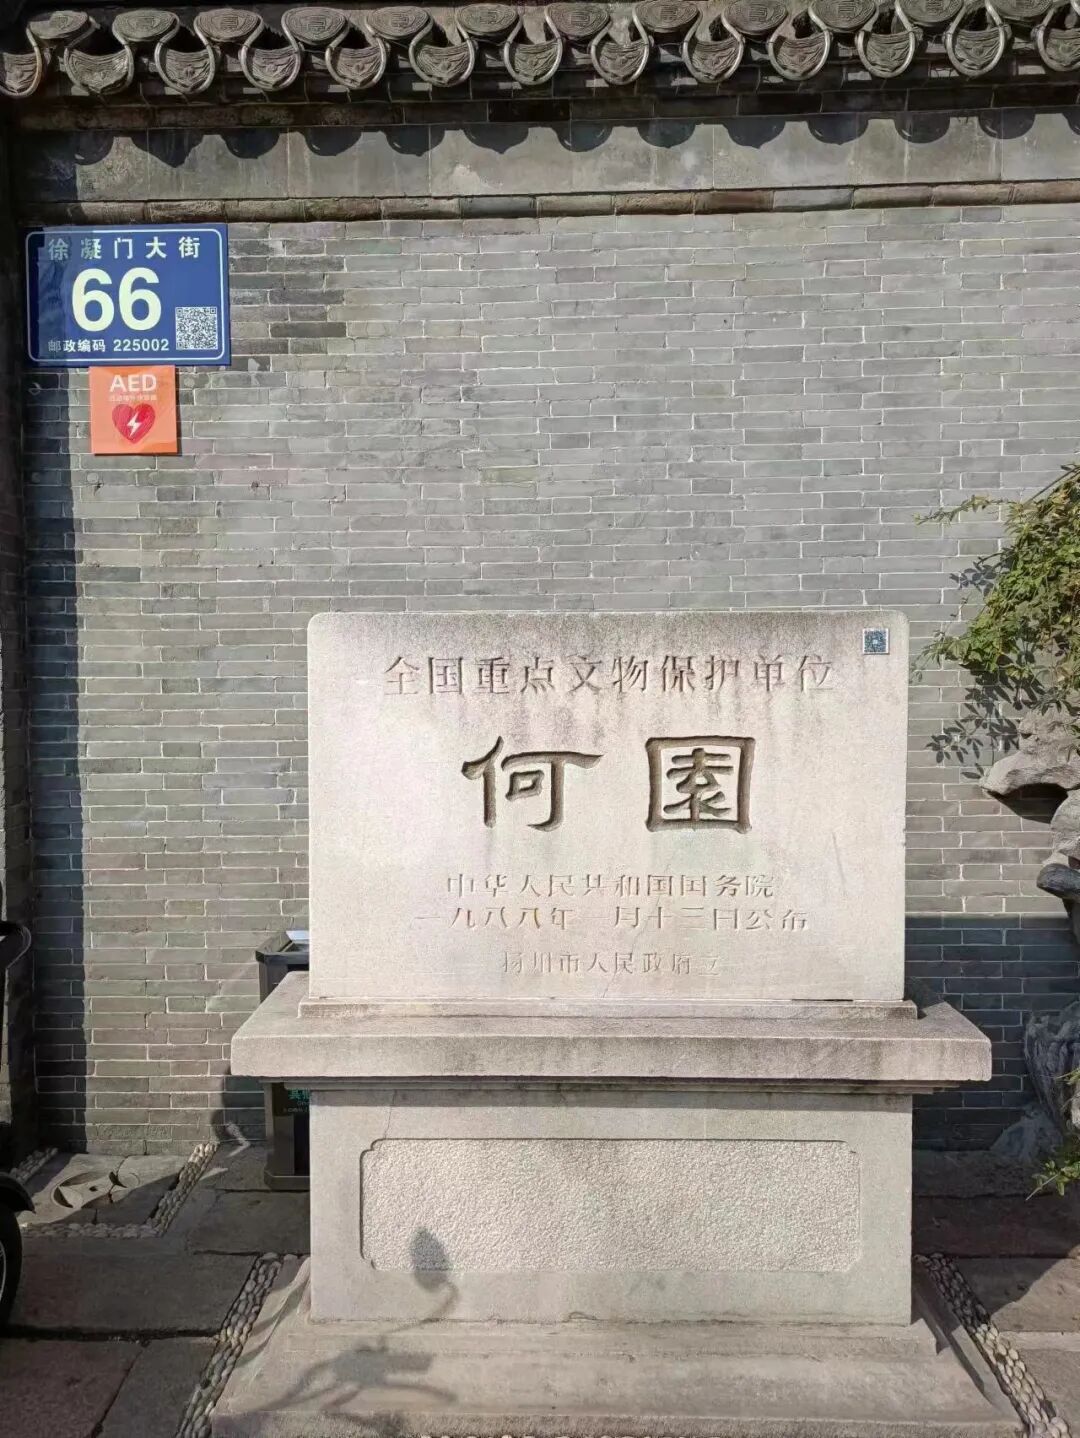 徐凝门大街
66
邮政编码 225002
AED
全国重点文物保护单位
何園
中华人民共和国国务院
一九八八年一月十三日公布
扬州市人民政府立